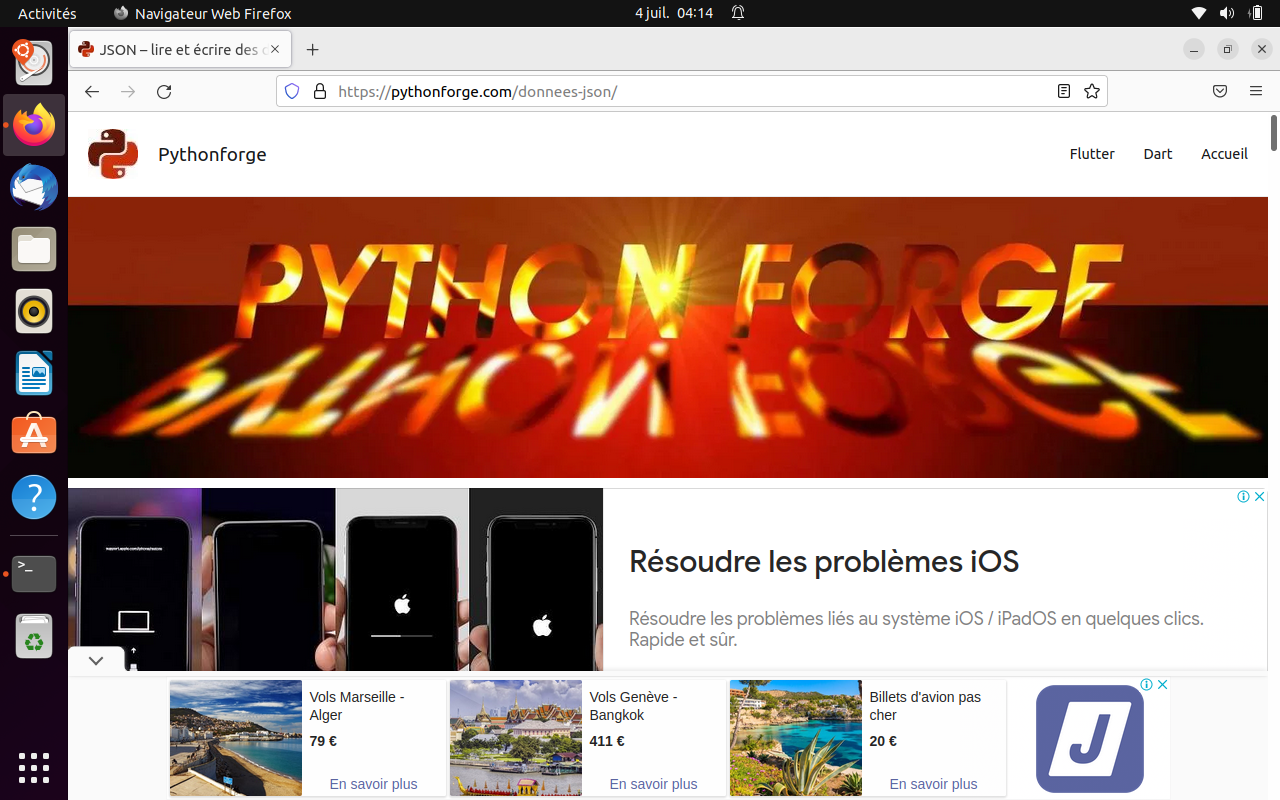 Activités
Navigateur Web Firefox
4 juil. 04:14
JSON – lire et écrire des
https://pythonforge.com/donnees-json/
Pythonforge
Flutter
Dart
Accueil
PYTHON FORGE
support.apple.com/iphone/restore
Résoudre les problèmes iOS
Résoudre les problèmes liés au système iOS / iPadOS en quelques clics.
Rapide et sûr.
Vols Marseille -
Alger
79 €
En savoir plus
Vols Genève -
Bangkok
411 €
En savoir plus
Billets d'avion pas
cher
20 €
En savoir plus
J